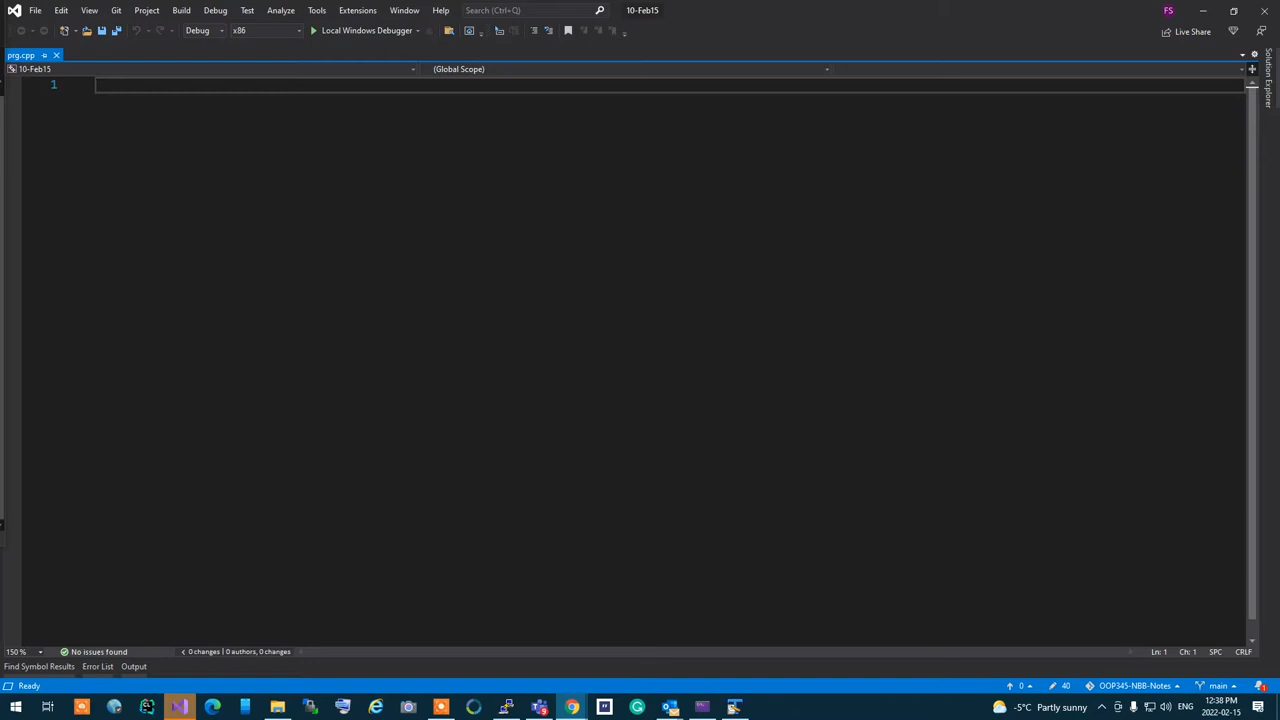 File Edit View Git Project Build Debug Test Analyze Tools Extensions Window Help Search (Ctrl+Q) 10-Feb15 FS
Debug x86 Local Windows Debugger Live Share
prg.cpp
10-Feb15 (Global Scope)
Solution Explorer
1
150 % No issues found 0 changes | 0 authors, 0 changes Ln: 1 Ch: 1 SPC CRLF
Find Symbol Results Error List Output
Ready 0 40 OOP345-NBB-Notes main 1
-5°C Partly sunny ENG 12:38 PM
2022-02-15